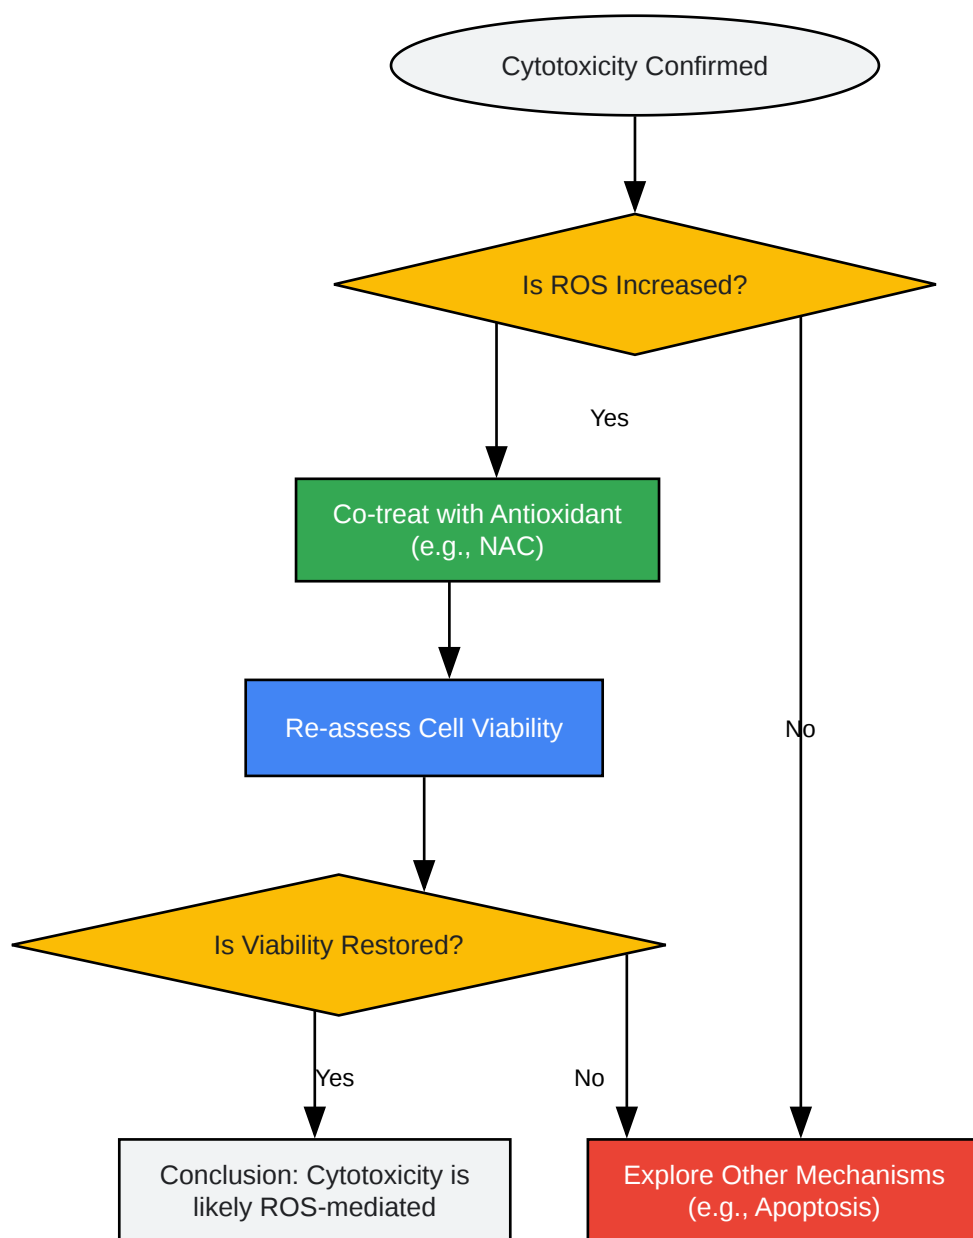 Cytotoxicity Confirmed
Is ROS Increased?
Yes
Co-treat with Antioxidant
(e.g., NAC)
Re-assess Cell Viability
No
Is Viability Restored?
Yes
No
Conclusion: Cytotoxicity is
likely ROS-mediated
Explore Other Mechanisms
(e.g., Apoptosis)